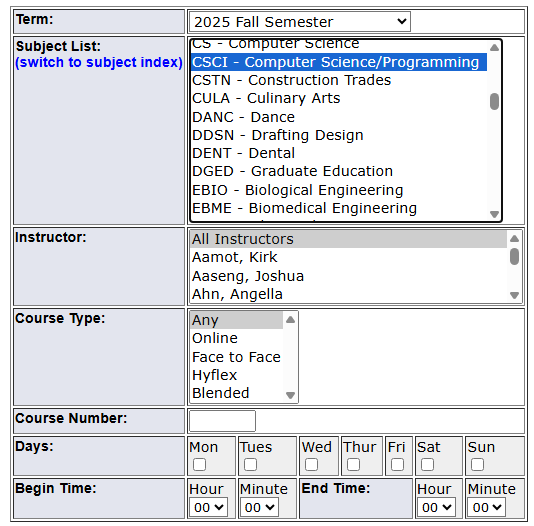 Term:
2025 Fall Semester
Subject List:
(switch to subject index)
CS - Computer Science
CSCI - Computer Science/Programming
CSTN - Construction Trades
CULA - Culinary Arts
DANC - Dance
DDSN - Drafting Design
DENT - Dental
DGED - Graduate Education
EBIO - Biological Engineering
EBME - Biomedical Engineering
Instructor:
All Instructors
Aamot, Kirk
Aaseng, Joshua
Ahn, Angella
Course Type:
Any
Online
Face to Face
Hyflex
Blended
Course Number:
Days:
Mon Tues Wed Thur Fri Sat Sun
Begin Time:
Hour Minute
00 00
End Time:
Hour Minute
00 00